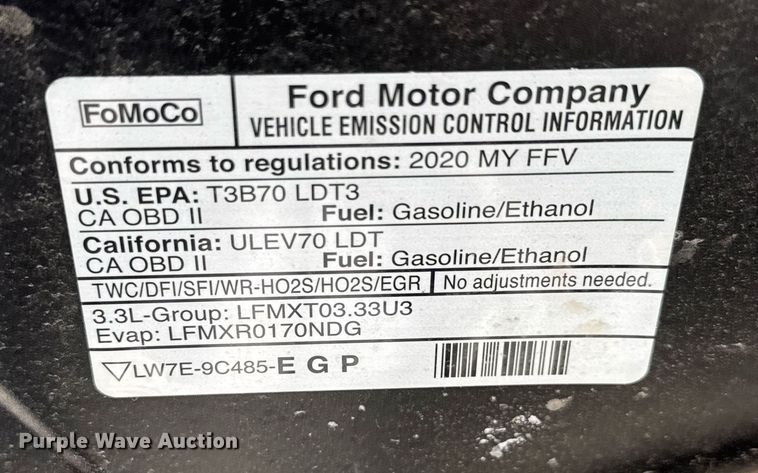 FoMoCo
Ford Motor Company
VEHICLE EMISSION CONTROL INFORMATION
Conforms to regulations: 2020 MY FFV
U.S. EPA: T3B70 LDT3
CA OBD II Fuel: Gasoline/Ethanol
California: ULEV70 LDT
CA OBD II Fuel: Gasoline/Ethanol
TWC/DFI/SFI/WR-HO2S/HO2S/EGR No adjustments needed.
3.3L-Group: LFMXT03.33U3
Evap: LFMXR0170NDG
LW7E-9C485-E G P
Purple Wave Auction